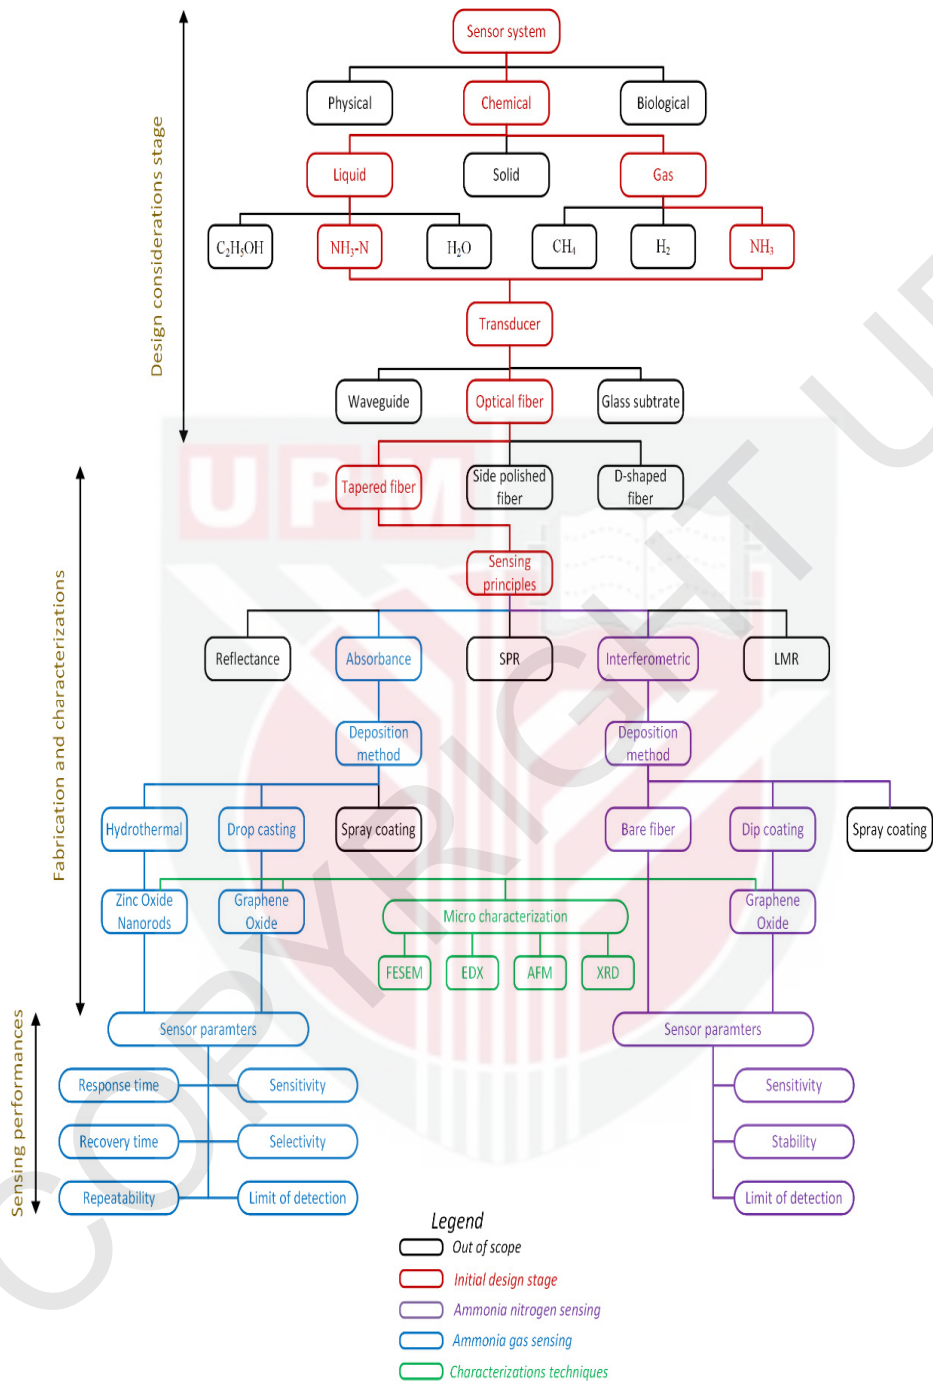 Sensor system
Physical
Chemical
Biological
Liquid
Solid
Gas
C₂H₅OH
NH₃-N
H₂O
CH₄
H₂
NH₃
Transducer
Waveguide
Optical fiber
Glass subtrate
Design considerations stage
Tapered fiber
Side polished
fiber
D-shaped
fiber
Sensing
principles
Reflectance
Absorbance
SPR
Interferometric
LMR
Deposition
method
Deposition
method
Hydrothermal
Drop casting
Spray coating
Bare fiber
Dip coating
Spray coating
Zinc Oxide
Nanorods
Graphene
Oxide
Micro characterization
Graphene
Oxide
FESEM
EDX
AFM
XRD
Fabrication and characterizations
Sensor paramters
Sensor paramters
Response time
Sensitivity
Recovery time
Selectivity
Repeatability
Limit of detection
Sensitivity
Stability
Limit of detection
Sensing performances
Legend
Out of scope
Initial design stage
Ammonia nitrogen sensing
Ammonia gas sensing
Characterizations techniques
UPM
COPYRIGHT UP